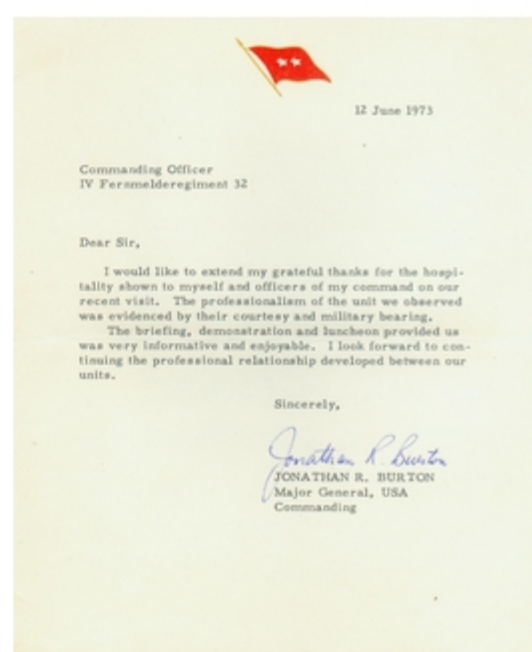 12 June 1973
Commanding Officer
IV Fernmelderegiment 32
Dear Sir,
I would like to extend my grateful thanks for the hospi-
tality shown to myself and officers of my command on our
recent visit. The professionalism of the unit we observed
was evidenced by their courtesy and military bearing.
The briefing, demonstration and luncheon provided us
was very informative and enjoyable. I look forward to con-
tinuing the professional relationship developed between our
units.
Sincerely,
Jonathan R. Burton
JONATHAN R. BURTON
Major General, USA
Commanding